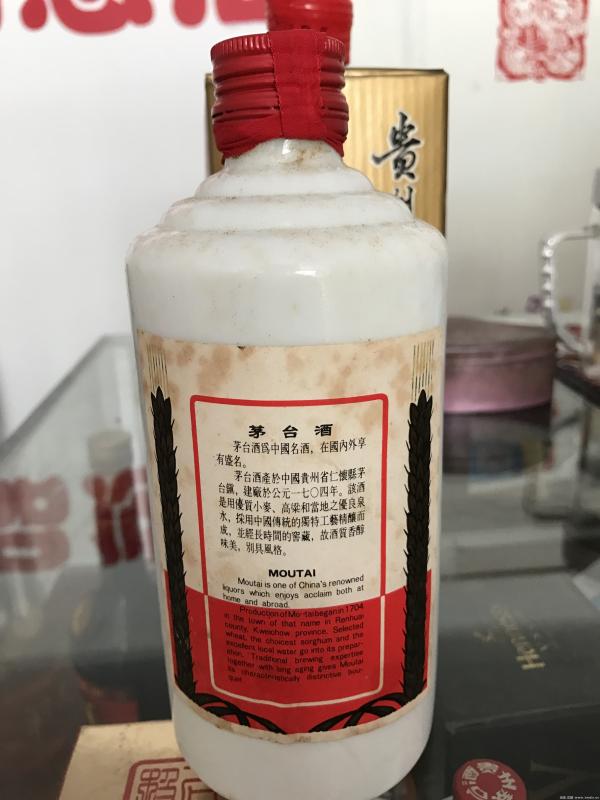 貴州
茅台酒
茅台酒爲中國名酒，在國內外享
有盛名。
茅台酒產於中國貴州省仁懷縣茅
台鎭，建廠於公元一七〇四年。該酒
是用優質小麥、高粱和當地之優良泉
水，採用中國傳統的獨特工藝精釀而
成，並經長時間的窖藏，故酒質香醇
味美，別具風格。
MOUTAI
Moutai is one of China's renowned
liquors which enjoys acclaim both at
home and abroad.
Production of Mo-tai began in 1704
in the town of that name in Renhuai
county, Kweichow province. Selected
wheat, the choicest sorghum and the
excellent local water go into its prepar-
ation. Traditional brewing expertise
together with long aging gives Moutai
its characteristically distinctive bou-
quet